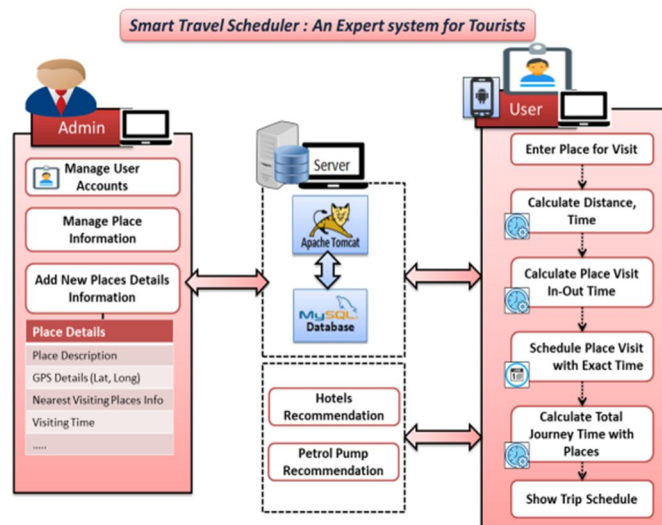 Smart Travel Scheduler : An Expert system for Tourists
Admin
Manage User
Accounts
Manage Place
Information
Add New Places Details
Information
Place Details
Place Description
GPS Details (Lat, Long)
Nearest Visiting Places Info
Visiting Time
.....
Server
Apache Tomcat
MySQL
Database
Hotels
Recommendation
Petrol Pump
Recommendation
User
Enter Place for Visit
Calculate Distance,
Time
Calculate Place Visit
In-Out Time
Schedule Place Visit
with Exact Time
Calculate Total
Journey Time with
Places
Show Trip Schedule